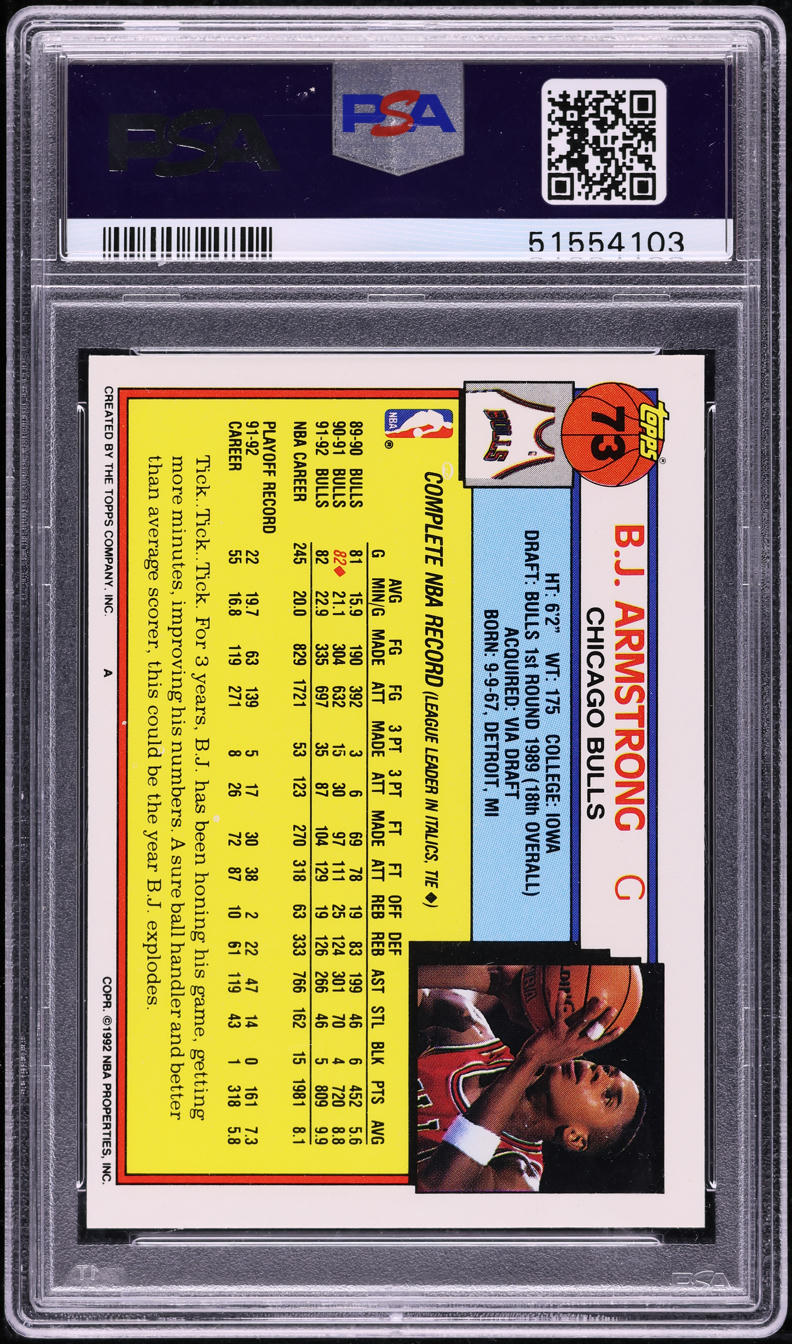 PSA
PSA
51554103
Topps
73
B.J. ARMSTRONG G
CHICAGO BULLS
BULLS
HT: 6'2" WT: 175 COLLEGE: IOWA
DRAFT: BULLS 1st ROUND 1989 (18th OVERALL)
ACQUIRED: VIA DRAFT
BORN: 9-9-67, DETROIT, MI
NBA ®
COMPLETE NBA RECORD (LEAGUE LEADER IN ITALICS, TIE ◆)
AVG FG FG 3 PT 3 PT FT FT OFF DEF
G MIN/G MADE ATT MADE ATT MADE ATT REB REB AST STL BLK PTS AVG
89-90 BULLS 81 15.9 190 392 3 6 69 78 19 83 199 46 6 452 5.6
90-91 BULLS 82◆ 21.1 304 632 15 30 97 111 25 124 301 70 4 720 8.8
91-92 BULLS 82 22.9 335 697 35 87 104 129 19 126 266 46 5 809 9.9
NBA CAREER 245 20.0 829 1721 53 123 270 318 63 333 766 162 15 1981 8.1
PLAYOFF RECORD
91-92 22 19.7 63 139 5 17 30 38 2 22 47 14 0 161 7.3
CAREER 55 16.8 119 271 8 26 72 87 10 61 119 43 1 318 5.8
Tick..Tick..Tick. For 3 years, B.J. has been honing his game, getting
more minutes, improving his numbers. A sure ball handler and better
than average scorer, this could be the year B.J. explodes.
CREATED BY THE TOPPS COMPANY, INC. A COPR. ©1992 NBA PROPERTIES, INC.
PSA